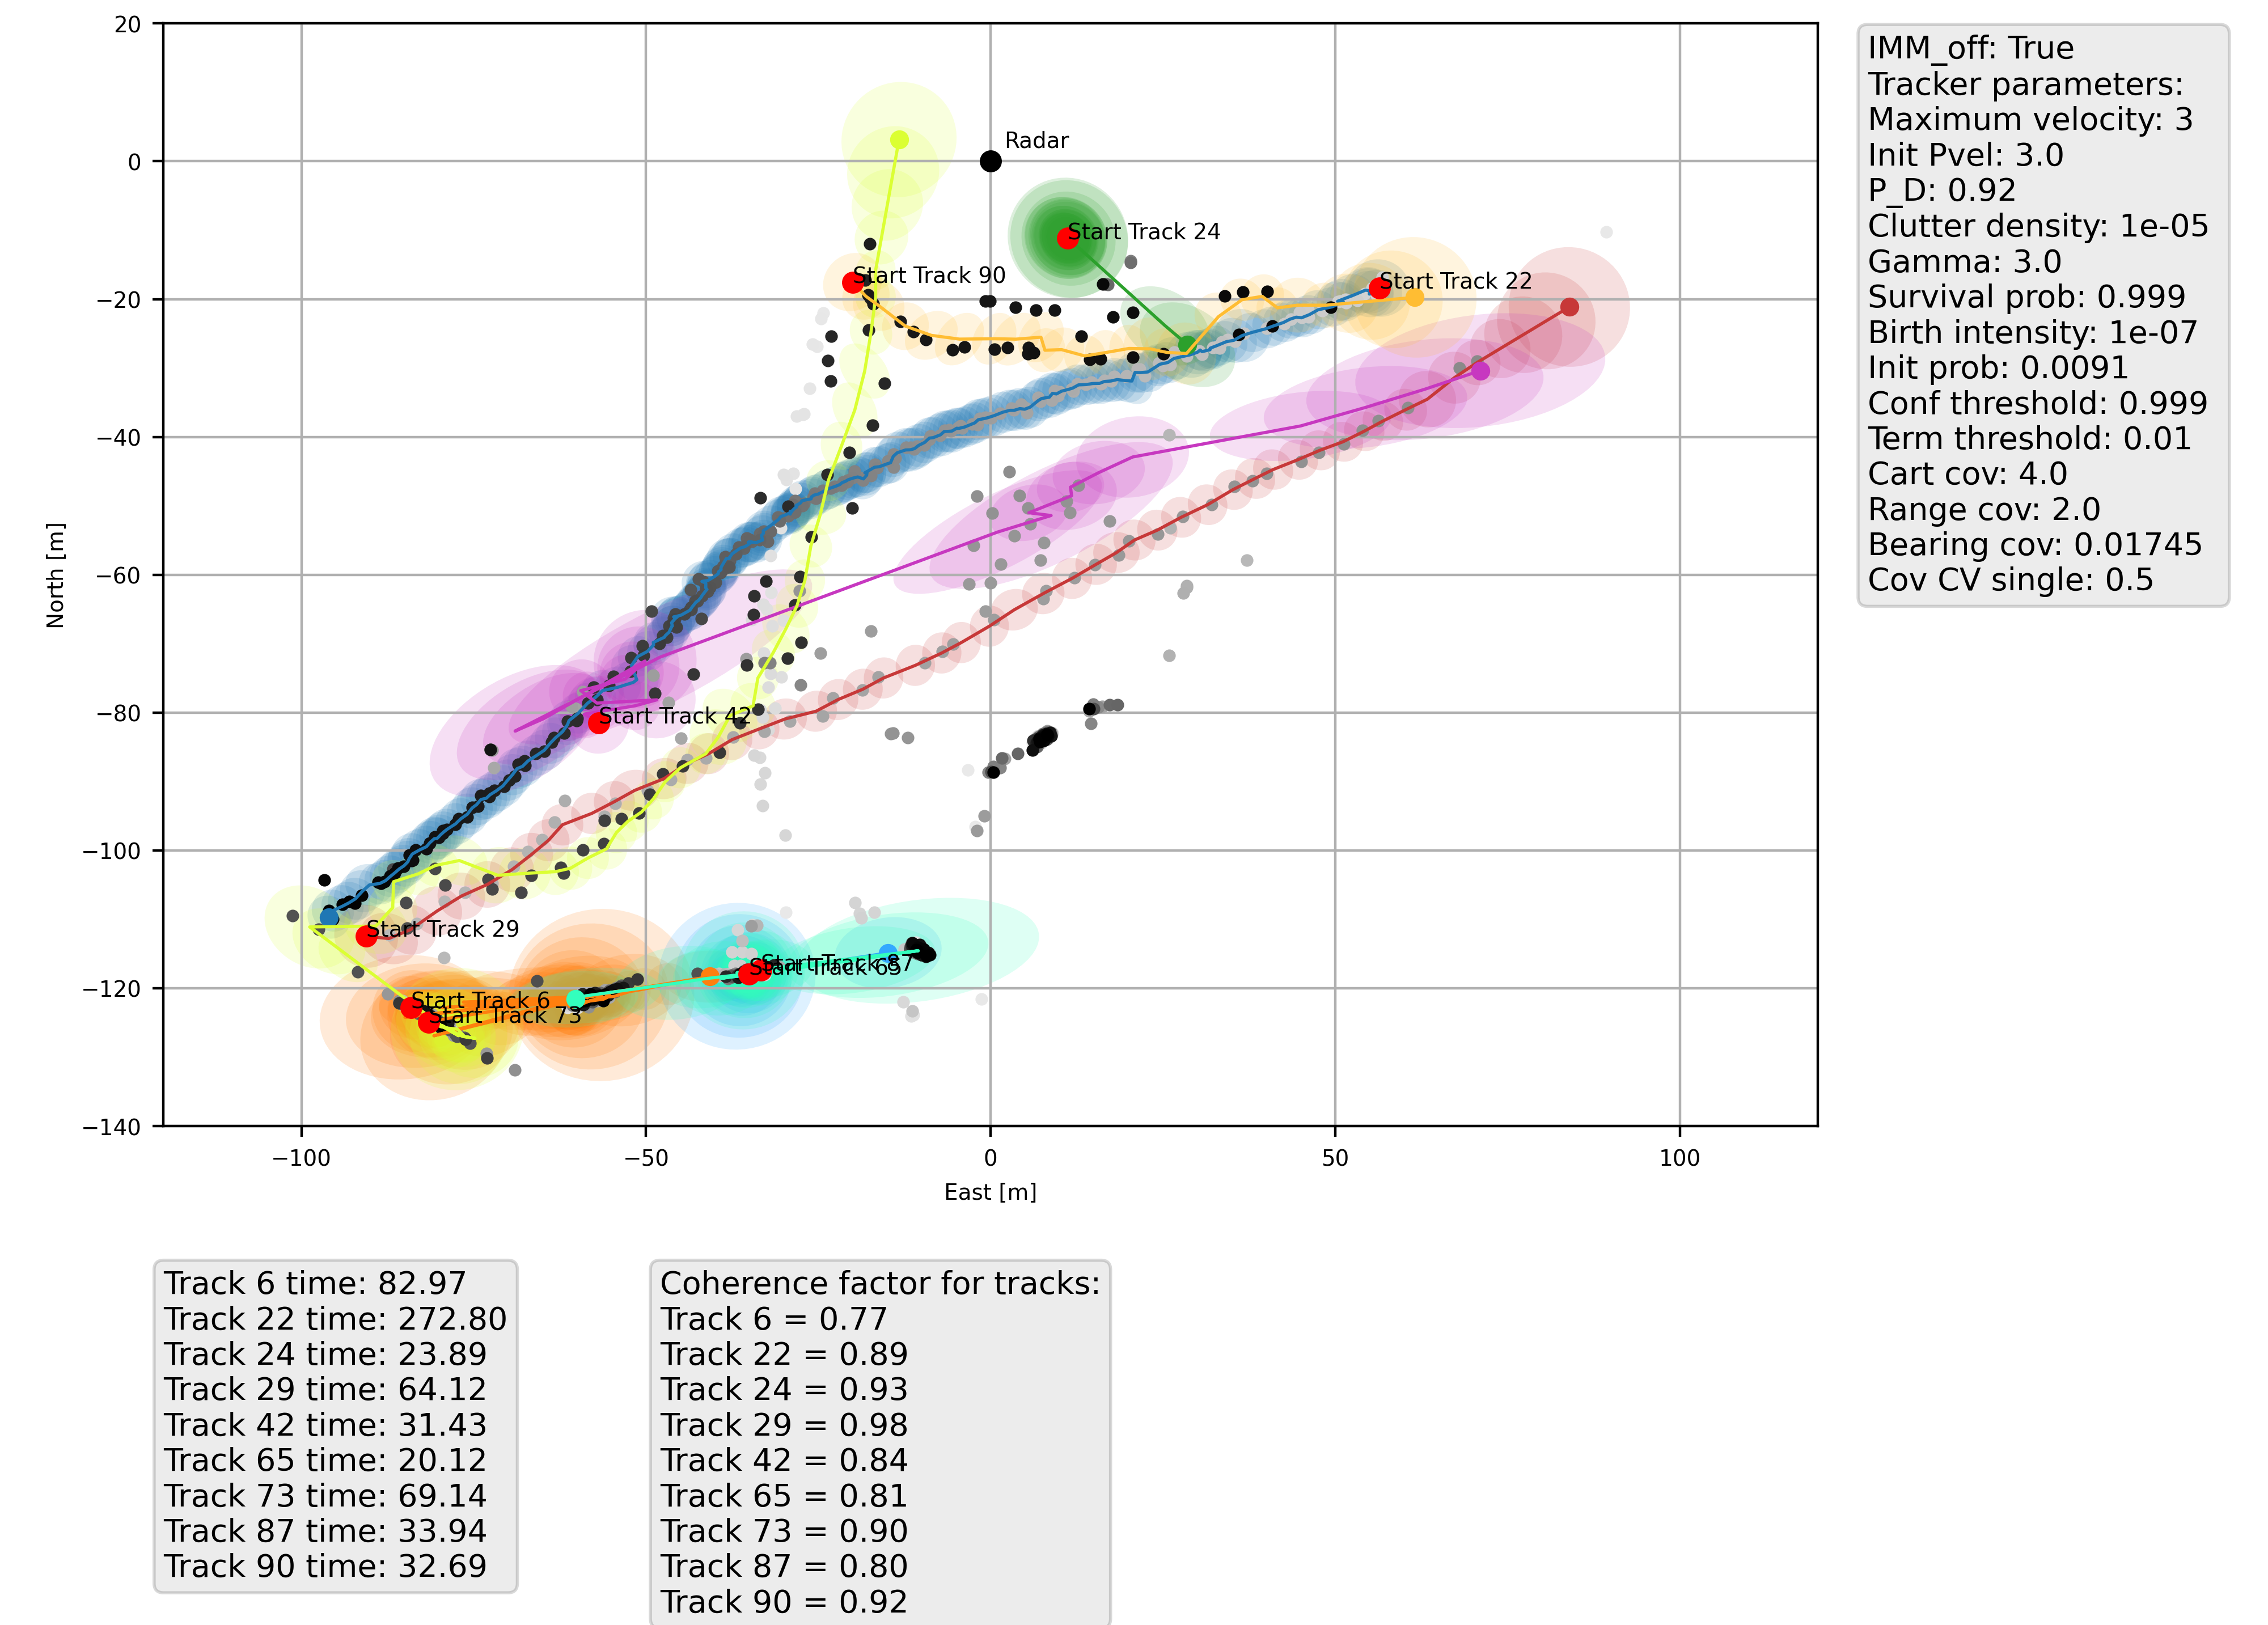 20
0
−20
−40
−60
−80
−100
−120
−140
North [m]
−100
−50
0
50
100
East [m]
Radar
Start Track 24
Start Track 90
Start Track 22
Start Track 42
Start Track 29
Start Track 87
Start Track 65
Start Track 6
Start Track 73
IMM_off: True
Tracker parameters:
Maximum velocity: 3
Init Pvel: 3.0
P_D: 0.92
Clutter density: 1e-05
Gamma: 3.0
Survival prob: 0.999
Birth intensity: 1e-07
Init prob: 0.0091
Conf threshold: 0.999
Term threshold: 0.01
Cart cov: 4.0
Range cov: 2.0
Bearing cov: 0.01745
Cov CV single: 0.5
Track 6 time: 82.97
Track 22 time: 272.80
Track 24 time: 23.89
Track 29 time: 64.12
Track 42 time: 31.43
Track 65 time: 20.12
Track 73 time: 69.14
Track 87 time: 33.94
Track 90 time: 32.69
Coherence factor for tracks:
Track 6 = 0.77
Track 22 = 0.89
Track 24 = 0.93
Track 29 = 0.98
Track 42 = 0.84
Track 65 = 0.81
Track 73 = 0.90
Track 87 = 0.80
Track 90 = 0.92